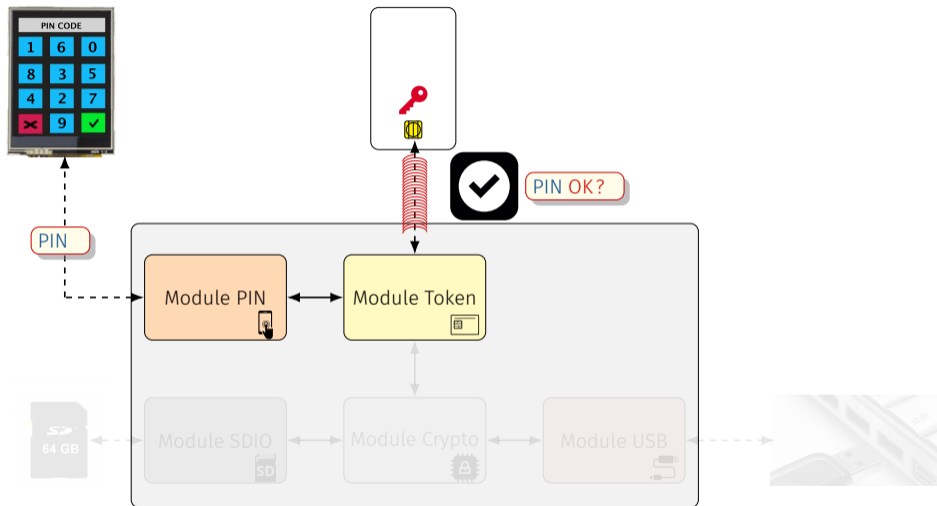 PIN CODE
1 6 0
8 3 5
4 2 7
9
PIN OK?
PIN
Module PIN
Module Token
SD
64 GB
Module SDIO
SD
Module Crypto
Module USB